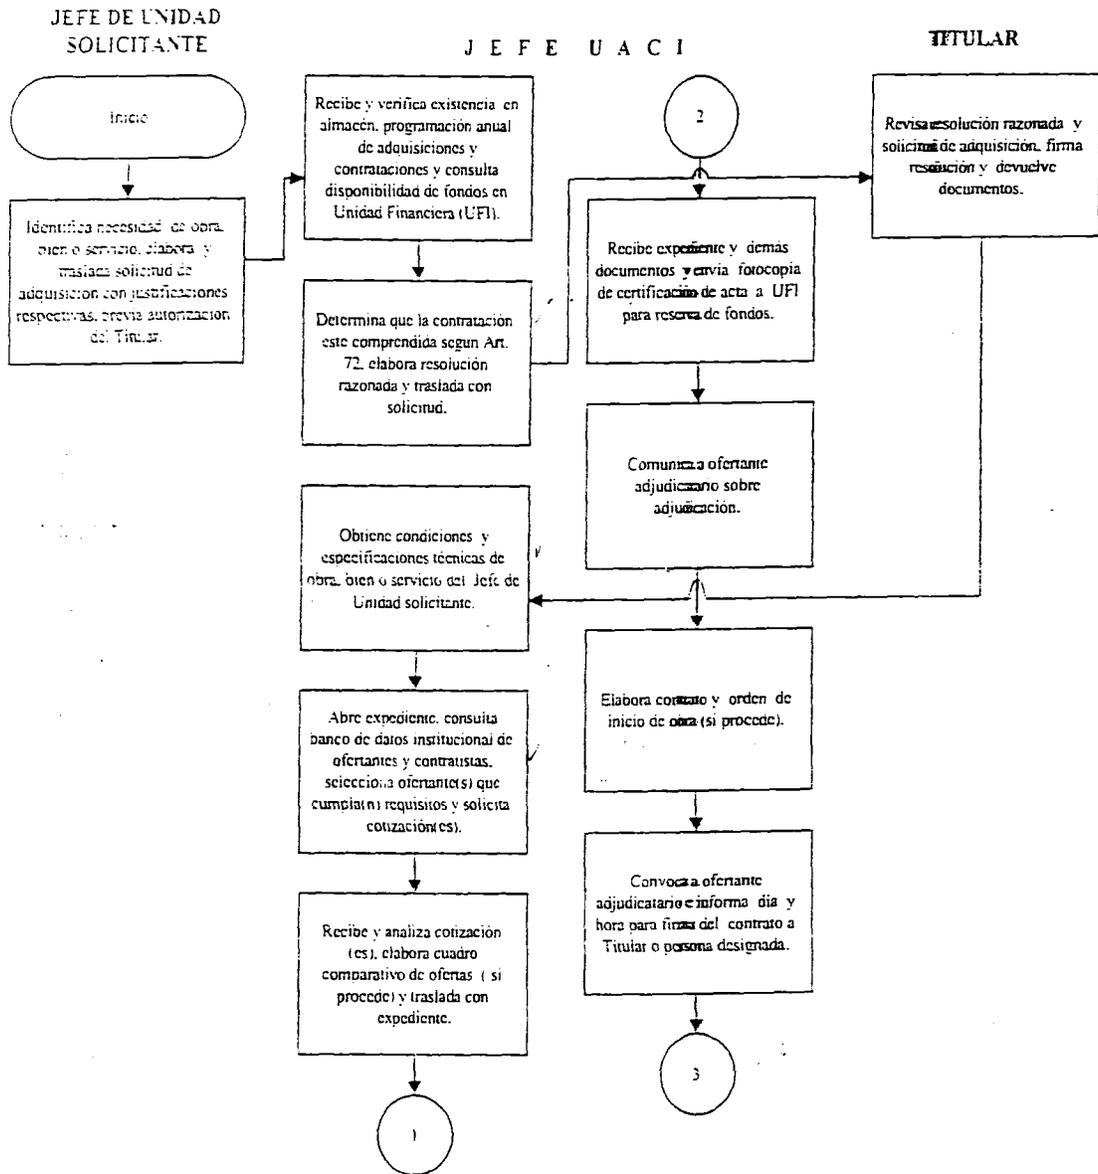 JEFE DE UNIDAD
SOLICITANTE
J E F E U A C I
TITULAR
Inicio
Identifica necesidad de obra,
bien o servicio, elabora y
traslada solicitud de
adquisición con justificaciones
respectivas, previa autorización
del Titular.
Recibe y verifica existencia en
almacén, programación anual
de adquisiciones y
contrataciones y consulta
disponibilidad de fondos en
Unidad Financiera (UFI).
Determina que la contratación
este comprendida segun Art.
72, elabora resolución
razonada y traslada con
solicitud.
Obtiene condiciones y
especificaciones técnicas de
obra, bien o servicio del Jefe de
Unidad solicitante.
Abre expediente, consulta
banco de datos institucional de
ofertantes y contratistas,
selecciona ofertante(s) que
cumpla(n) requisitos y solicita
cotización(es).
Recibe y analiza cotización
(es), elabora cuadro
comparativo de ofertas ( si
procede) y traslada con
expediente.
1
2
Recibe expediente y demás
documentos y envia fotocopia
de certificación de acta a UFI
para reserva de fondos.
Comunica a ofertante
adjudicatario sobre
adjudicación.
Elabora contrato y orden de
inicio de obra (si procede).
Convoca a ofertante
adjudicatario e informa dia y
hora para firma del contrato a
Titular o persona designada.
3
Revisa resolución razonada y
solicitud de adquisición, firma
resolución y devuelve
documentos.